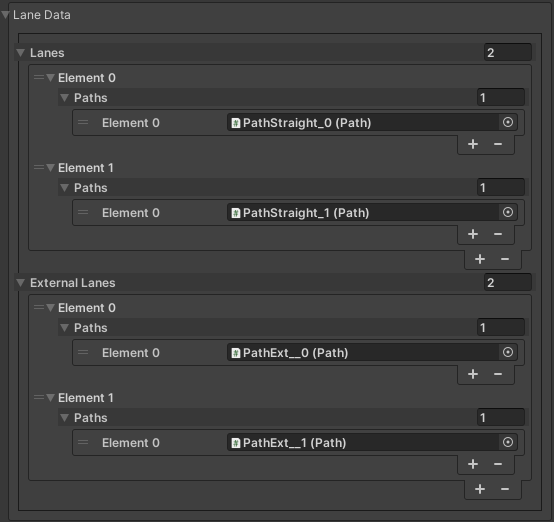 Lane Data
Lanes 2
Element 0
Paths 1
Element 0 PathStraight_0 (Path)
+ −
Element 1
Paths 1
Element 0 PathStraight_1 (Path)
+ −
+ −
External Lanes 2
Element 0
Paths 1
Element 0 PathExt__0 (Path)
+ −
Element 1
Paths 1
Element 0 PathExt__1 (Path)
+ −
+ −